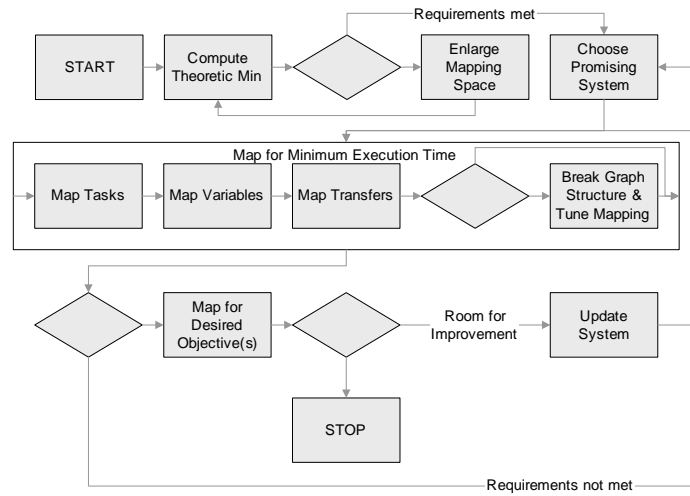 Requirements met
START
Compute
Theoretic Min
Enlarge
Mapping
Space
Choose
Promising
System
Map for Minimum Execution Time
Map Tasks
Map Variables
Map Transfers
Break Graph
Structure &
Tune Mapping
Map for
Desired
Objective(s)
Room for
Improvement
Update
System
STOP
Requirements not met